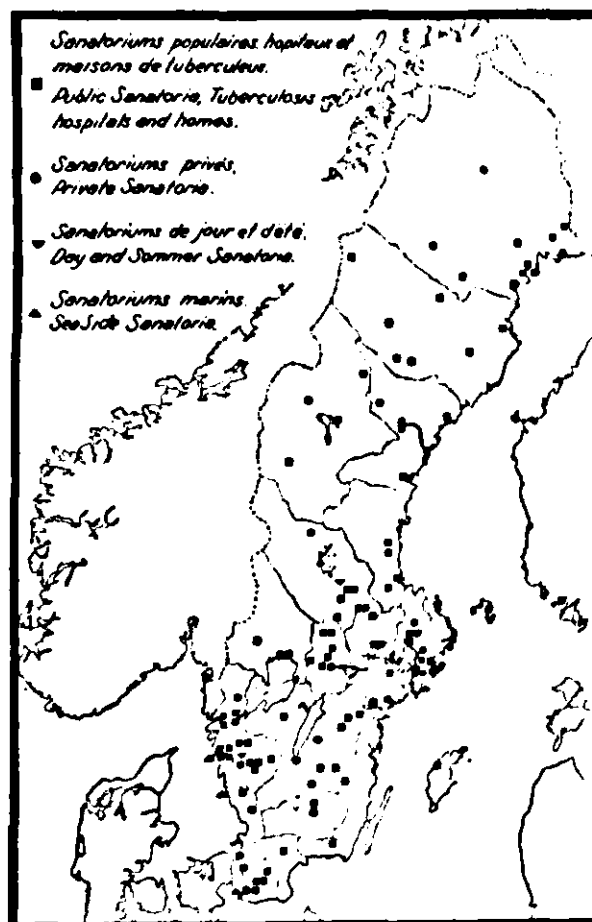 Sanatoriums populaires, hopitaux et
maisons de tuberculeux.
Public Sanatoria, Tuberculosis
hospitals and homes.
Sanatoriums privés,
Private Sanatoria.
Sanatoriums de jour et d'été,
Day and Sommer Sanatoria.
Sanatoriums marins.
SeaSide Sanatoria.